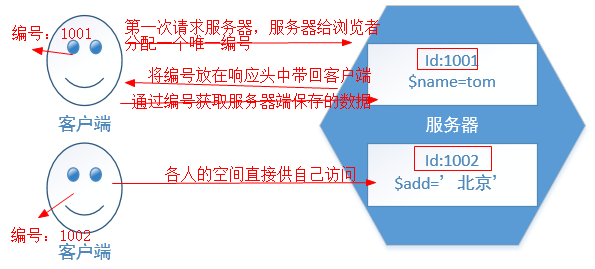 编号：1001
第一次请求服务器，服务器给浏览者
分配一个唯一编号
将编号放在响应头中带回客户端
通过编号获取服务器端保存的数据
客户端
Id:1001
$name=tom
服务器
Id:1002
$add=’北京’
各人的空间直接供自己访问
编号：1002
客户端